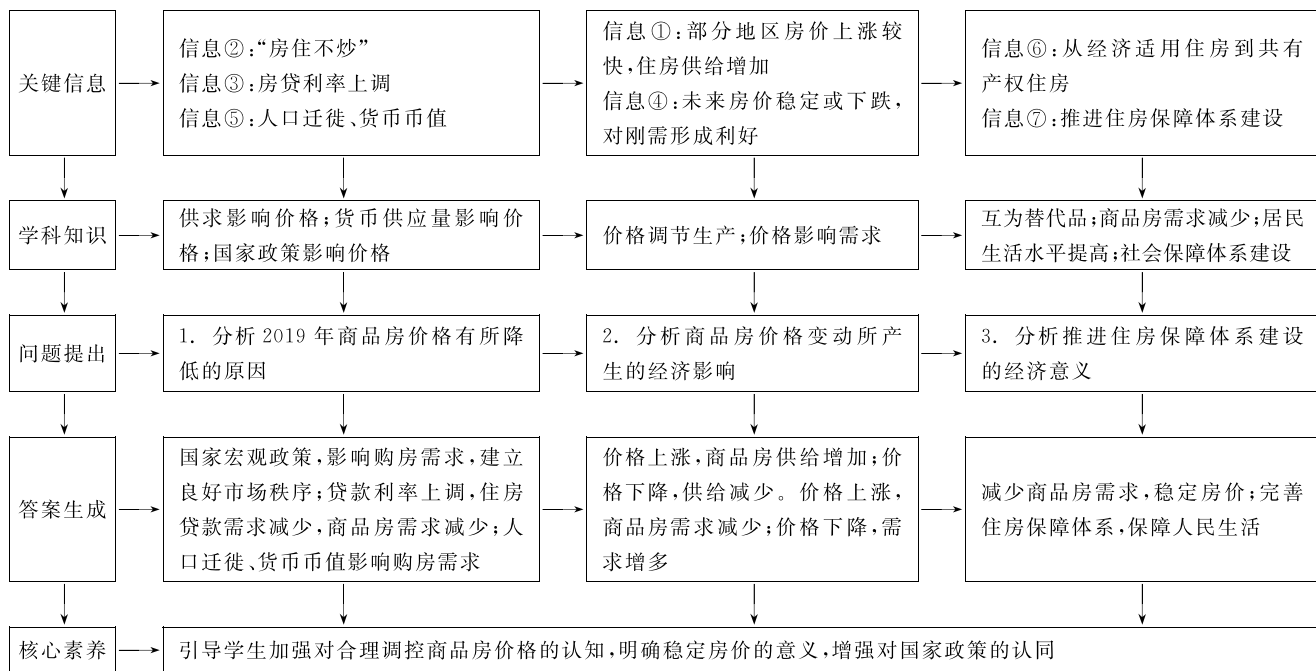 关键信息
信息②:“房住不炒”
信息③:房贷利率上调
信息⑤:人口迁徙、货币币值
信息①:部分地区房价上涨较
快,住房供给增加
信息④:未来房价稳定或下跌,
对刚需形成利好
信息⑥:从经济适用住房到共有
产权住房
信息⑦:推进住房保障体系建设
学科知识
供求影响价格;货币供应量影响价
格;国家政策影响价格
价格调节生产;价格影响需求
互为替代品;商品房需求减少;居民
生活水平提高;社会保障体系建设
问题提出
1. 分析 2019 年商品房价格有所降
低的原因
2. 分析商品房价格变动所产
生的经济影响
3. 分析推进住房保障体系建设
的经济意义
答案生成
国家宏观政策,影响购房需求,建立
良好市场秩序;贷款利率上调,住房
贷款需求减少,商品房需求减少;人
口迁徙、货币币值影响购房需求
价格上涨,商品房供给增加;价
格下降,供给减少。价格上涨,
商品房需求减少;价格下降,需
求增多
减少商品房需求,稳定房价;完善
住房保障体系,保障人民生活
核心素养
引导学生加强对合理调控商品房价格的认知,明确稳定房价的意义,增强对国家政策的认同